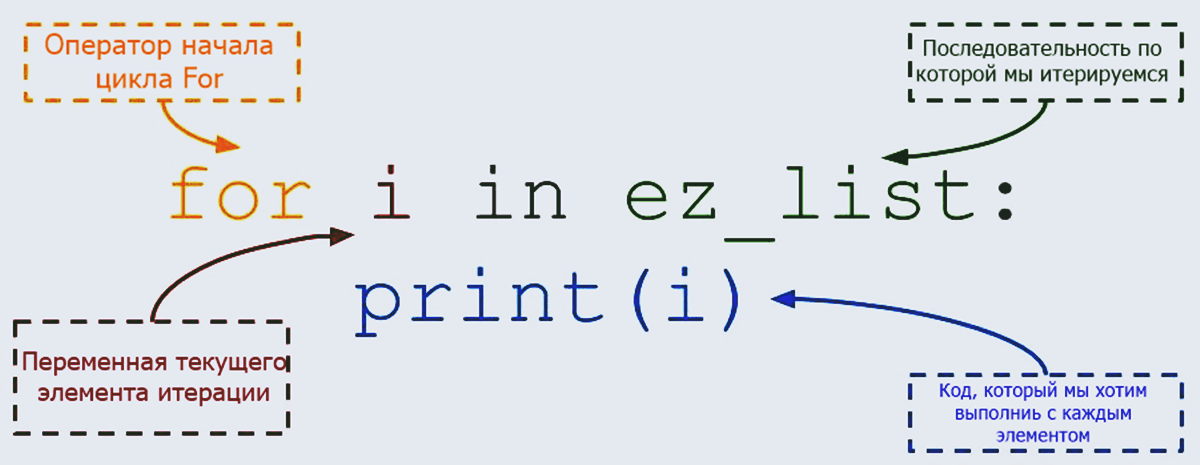 Оператор начала
цикла For
Последовательность по
которой мы итерируемся
for i in ez_list:
print(i)
Переменная текущего
элемента итерации
Код, который мы хотим
выполниь с каждым
элементом